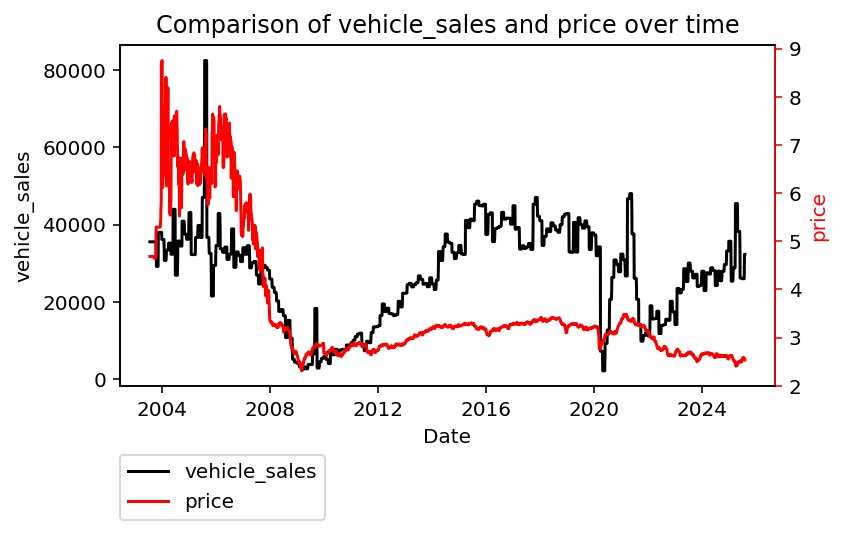 Comparison of vehicle_sales and price over time
vehicle_sales
80000
60000
40000
20000
0
9
8
7
6
5
4
3
2
price
2004 2008 2012 2016 2020 2024
Date
vehicle_sales
price